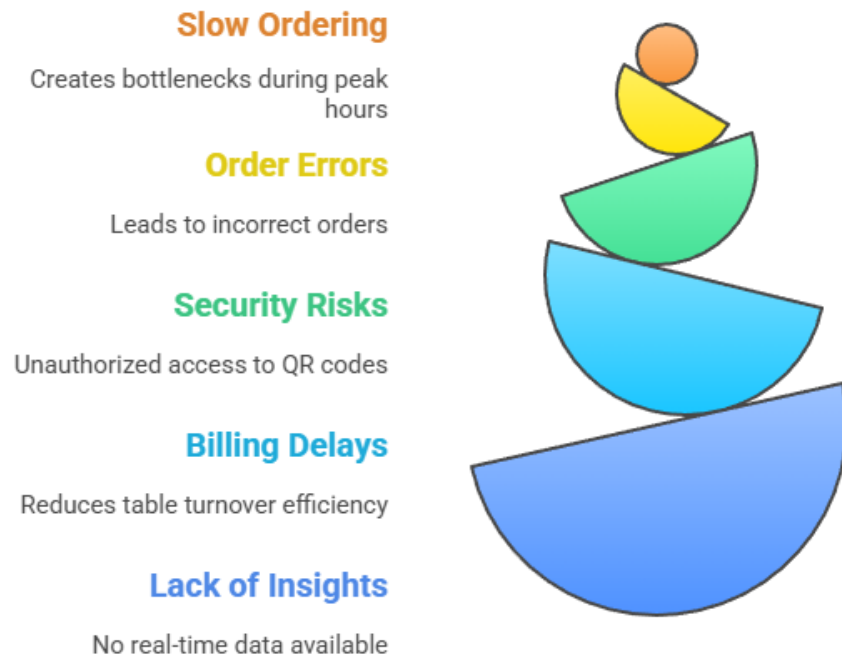 Slow Ordering
Creates bottlenecks during peak
hours
Order Errors
Leads to incorrect orders
Security Risks
Unauthorized access to QR codes
Billing Delays
Reduces table turnover efficiency
Lack of Insights
No real-time data available